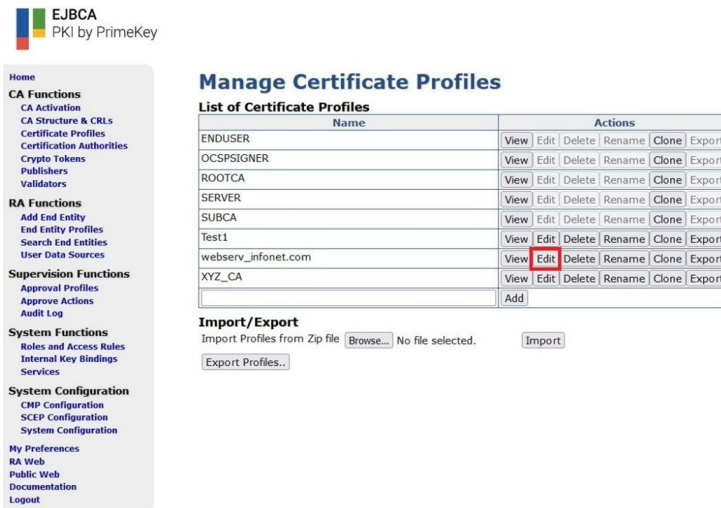 EJBCA
PKI by PrimeKey
Home
CA Functions
CA Activation
CA Structure & CRLs
Certificate Profiles
Certification Authorities
Crypto Tokens
Publishers
Validators
RA Functions
Add End Entity
End Entity Profiles
Search End Entities
User Data Sources
Supervision Functions
Approval Profiles
Approve Actions
Audit Log
System Functions
Roles and Access Rules
Internal Key Bindings
Services
System Configuration
CMP Configuration
SCEP Configuration
System Configuration
My Preferences
RA Web
Public Web
Documentation
Logout
Manage Certificate Profiles
List of Certificate Profiles
Name Actions
ENDUSER View Edit Delete Rename Clone Export
OCSPSIGNER View Edit Delete Rename Clone Export
ROOTCA View Edit Delete Rename Clone Export
SERVER View Edit Delete Rename Clone Export
SUBCA View Edit Delete Rename Clone Export
Test1 View Edit Delete Rename Clone Export
webserv_infonet.com View Edit Delete Rename Clone Export
XYZ_CA View Edit Delete Rename Clone Export
Add
Import/Export
Import Profiles from Zip file Browse... No file selected. Import
Export Profiles..